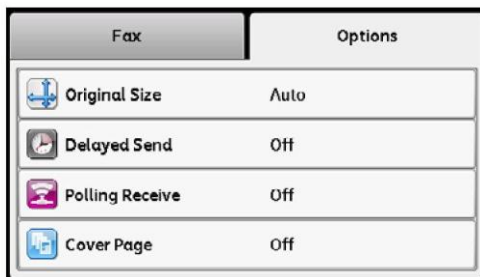 Fax Options
Original Size Auto
Delayed Send Off
Polling Receive Off
Cover Page Off